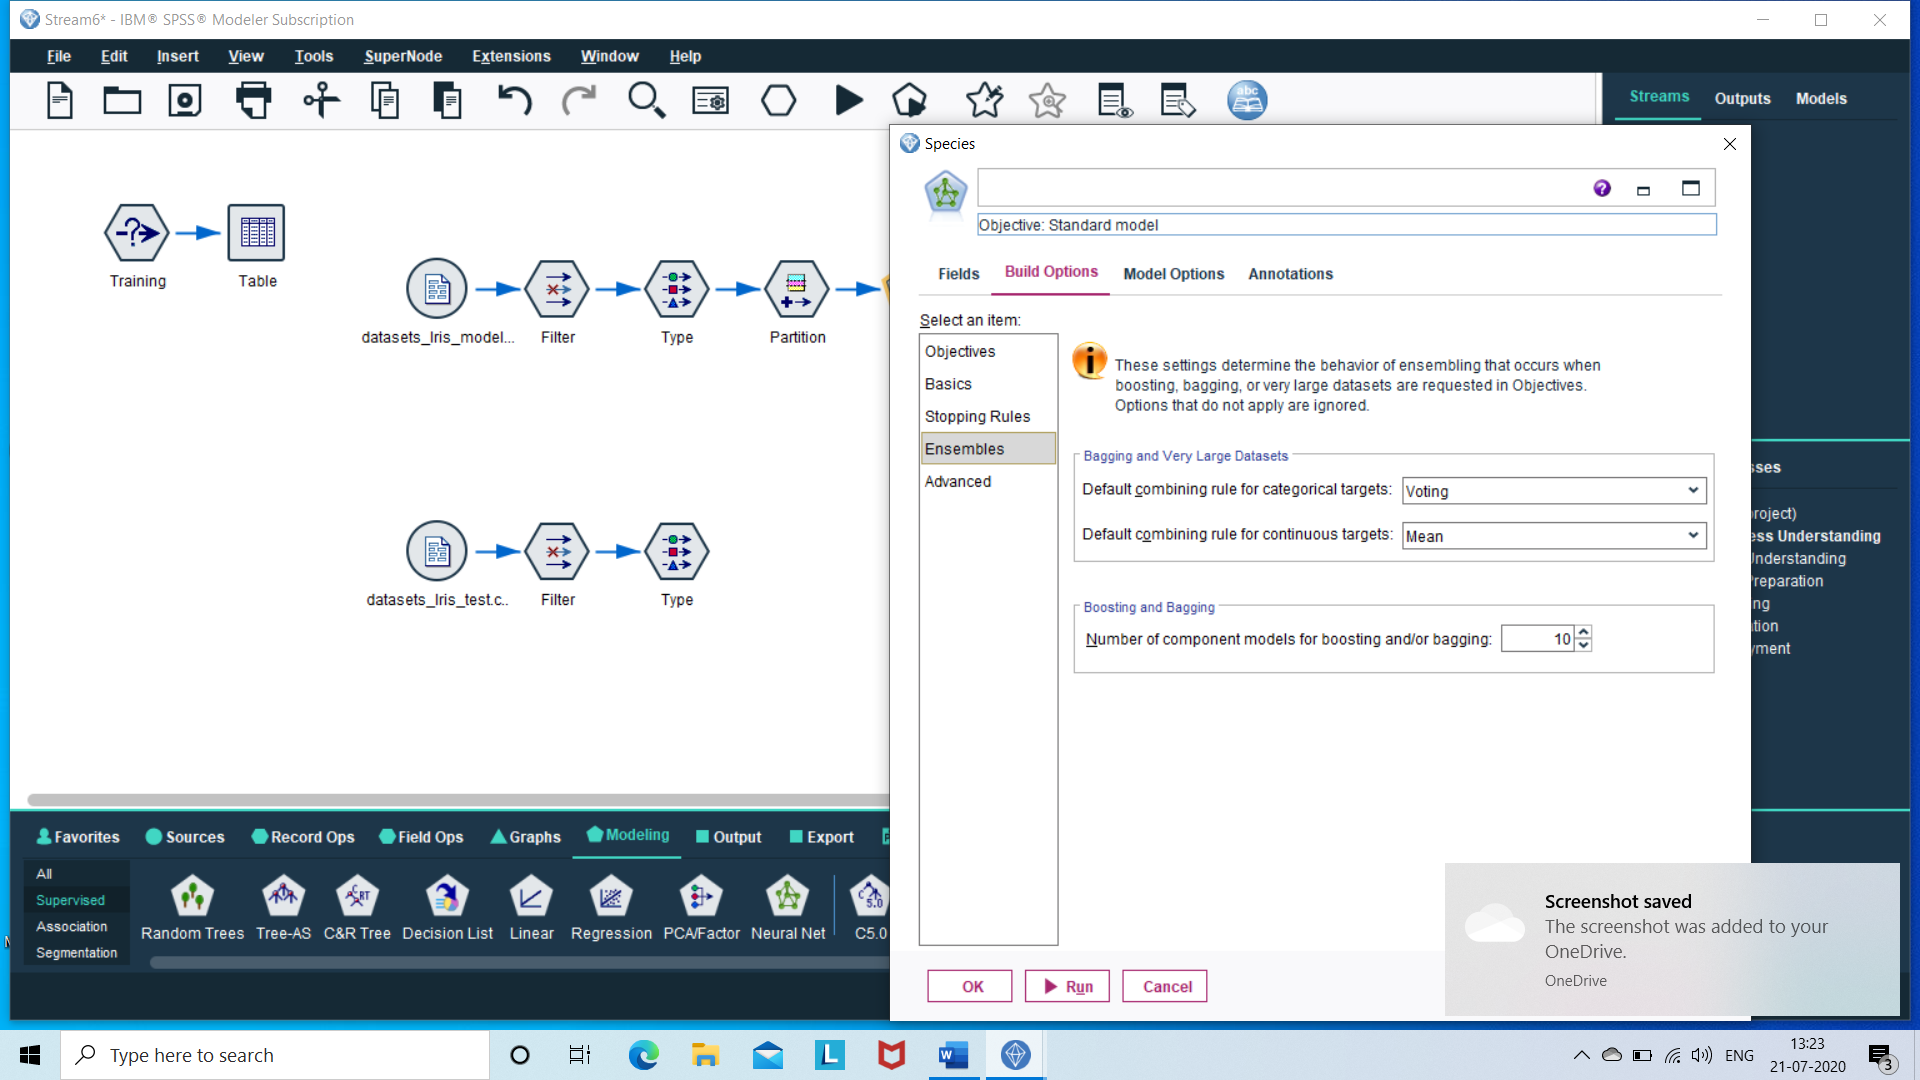 Stream6* - IBM® SPSS® Modeler Subscription
File Edit Insert View Tools SuperNode Extensions Window Help
abc
Streams Outputs Models
Training
Table
datasets_Iris_model...
Filter
Type
Partition
datasets_Iris_test.c..
Filter
Type
Species
Objective: Standard model
Fields Build Options Model Options Annotations
Select an item:
Objectives
Basics
Stopping Rules
Ensembles
Advanced
These settings determine the behavior of ensembling that occurs when
boosting, bagging, or very large datasets are requested in Objectives.
Options that do not apply are ignored.
Bagging and Very Large Datasets
Default combining rule for categorical targets: Voting
Default combining rule for continuous targets: Mean
Boosting and Bagging
Number of component models for boosting and/or bagging: 10
OK Run Cancel
sses
roject)
ess Understanding
Understanding
Preparation
ng
tion
yment
Favorites Sources Record Ops Field Ops Graphs Modeling Output Export
All
Supervised
Association
Segmentation
Random Trees Tree-AS C&R Tree Decision List Linear Regression PCA/Factor Neural Net C5.0
Screenshot saved
The screenshot was added to your
OneDrive.
OneDrive
Type here to search
ENG
13:23
21-07-2020
3